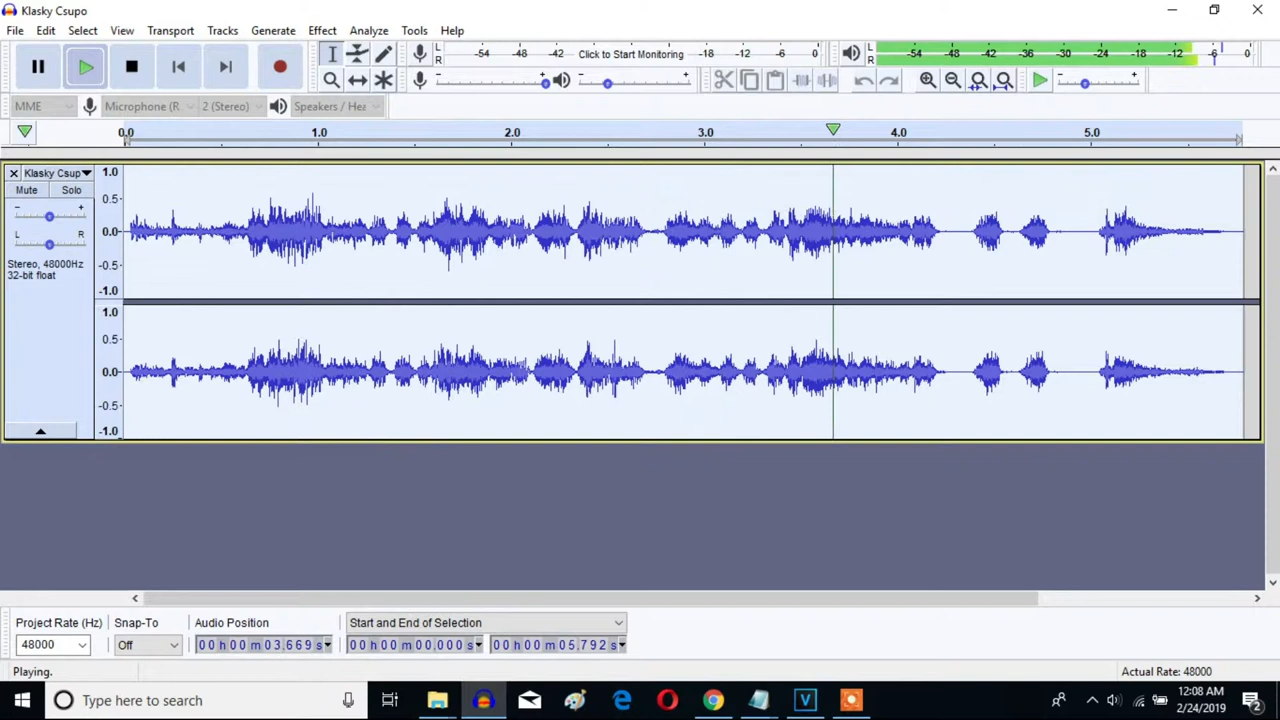 Klasky Csupo
File Edit Select View Transport Tracks Generate Effect Analyze Tools Help
L R -54 -48 -42 Click to Start Monitoring -18 -12 -6 0 L R -54 -48 -42 -36 -30 -24 -18 -12 -6 0
MME Microphone (R 2 (Stereo) Speakers / Hea
0.0 1.0 2.0 3.0 4.0 5.0
Klasky Csup 1.0
Mute Solo
0.5
- +
L R
0.0
Stereo, 48000Hz
32-bit float
-0.5
-1.0
1.0
0.5
0.0
-0.5
-1.0
Project Rate (Hz) Snap-To Audio Position Start and End of Selection
48000 Off 00 h 00 m 03.669 s 00 h 00 m 00.000 s 00 h 00 m 05.792 s
Playing. Actual Rate: 48000
Type here to search
12:08 AM
2/24/2019
2